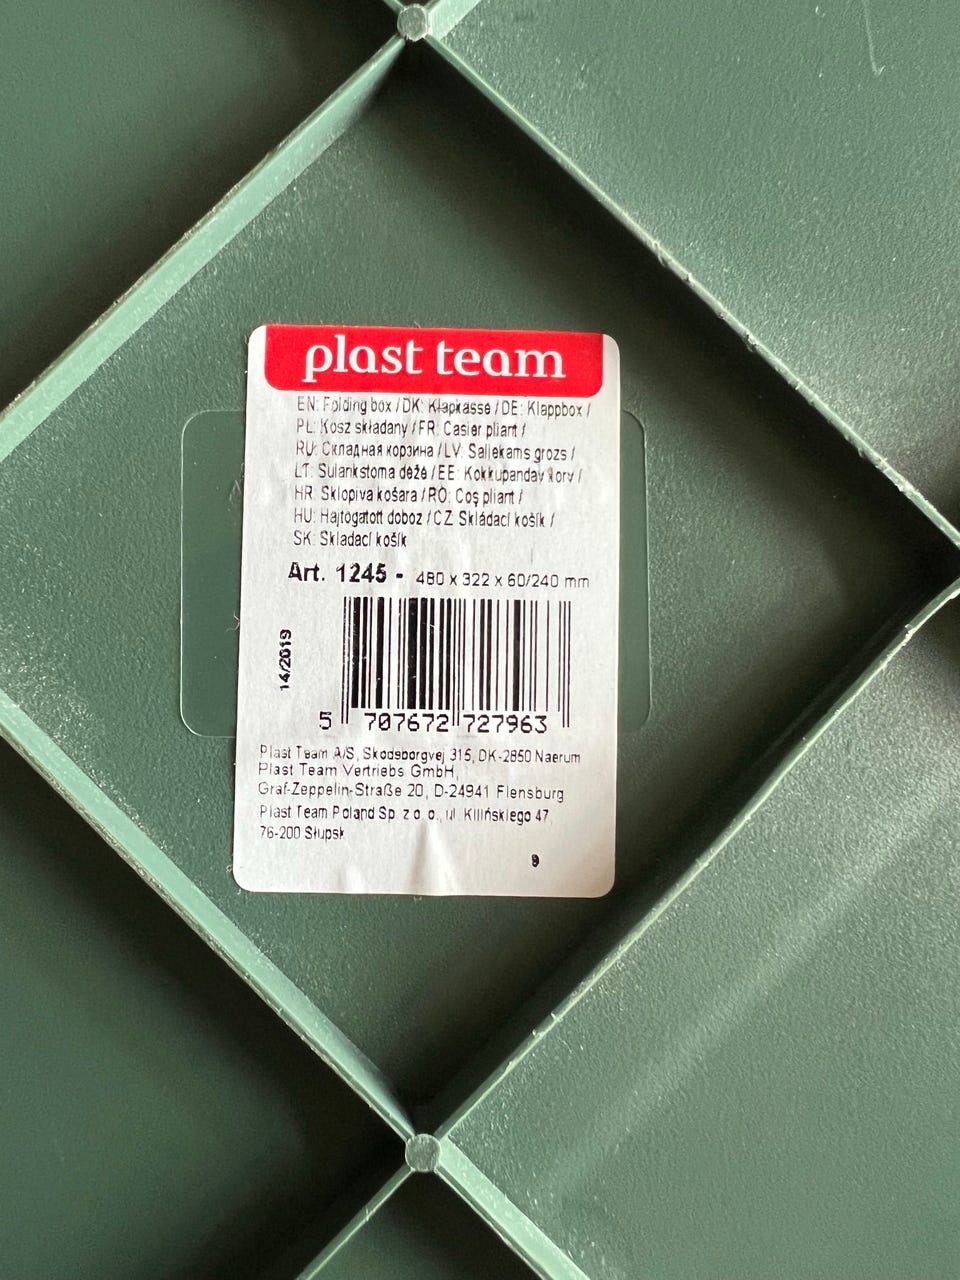 plast team
EN: Folding box / DK: Klapkasse / DE: Klappbox /
PL: Kosz składany / FR: Casier pliant /
RU: Складная корзина / LV: Saliekams grozs /
LT: Sulankstoma dėžė / EE: Kokkupandav korv /
HR: Sklopiva košara / RO: Coş pliant /
HU: Hajtogatott doboz / CZ: Skládací košík /
SK: Skladací košík
Art. 1245 - 480 x 322 x 60/240 mm
14/2019
5 707672 727963
Plast Team A/S, Skodsborgvej 315, DK-2850 Naerum
Plast Team Vertriebs GmbH,
Graf-Zeppelin-Straße 20, D-24941 Flensburg
Plast Team Poland Sp. z o. o., ul. Kilińskiego 47,
76-200 Słupsk
9